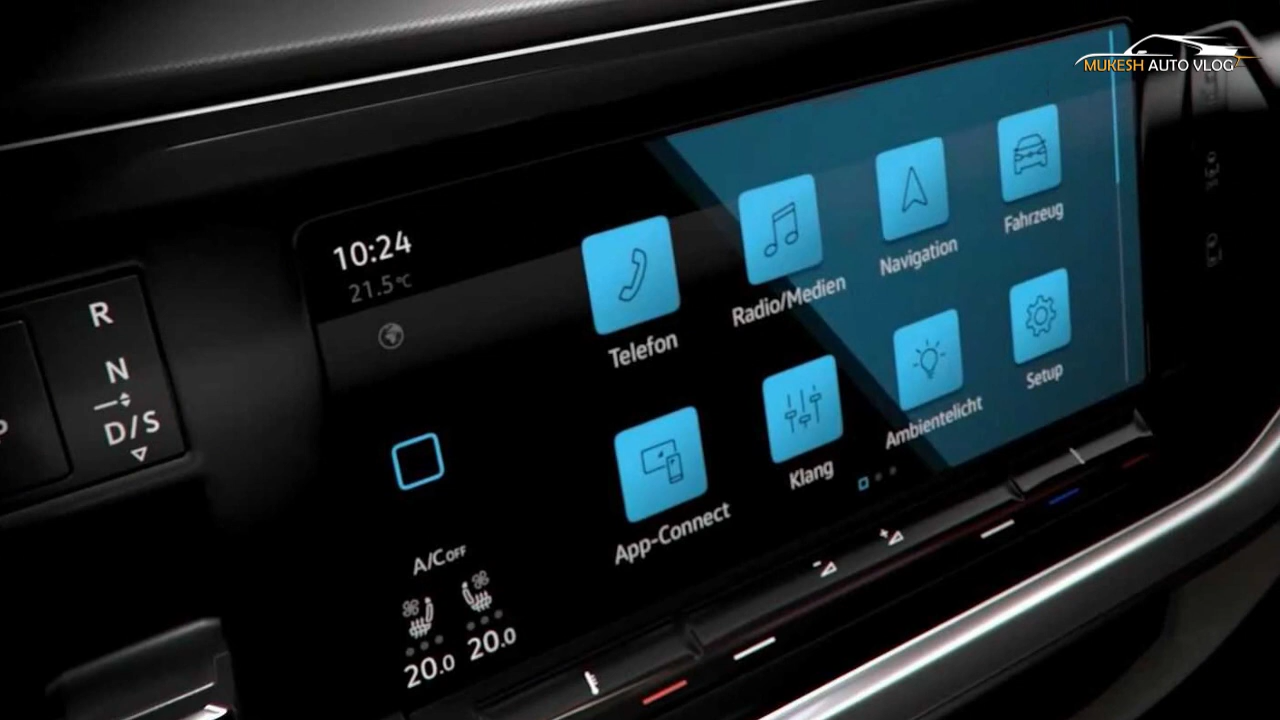 MUKESH AUTO VLOG
10:24
21.5°C
R
N
D/S
P
Telefon
Radio/Medien
Navigation
Fahrzeug
App-Connect
Klang
Ambientelicht
Setup
A/C OFF
20.0 20.0